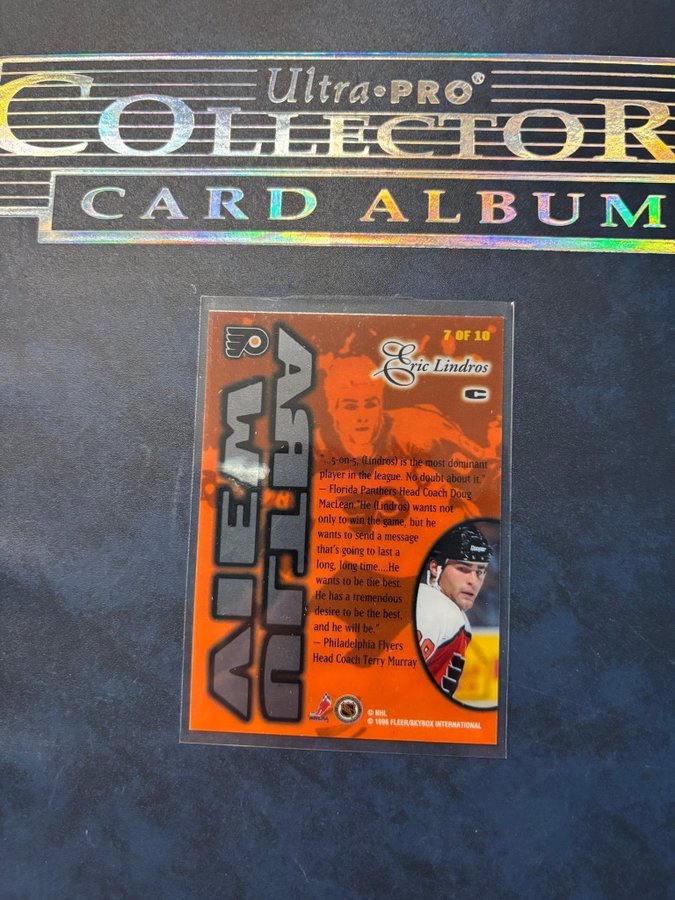 Ultra•PRO®
COLLECTOR
CARD ALBUM
7 OF 10
Eric Lindros
C
ULTRA
VIEW
"...5-on-5, (Lindros) is the most dominant
player in the league. No doubt about it."
— Florida Panthers Head Coach Doug
MacLean."He (Lindros) wants not
only to win the game, but he
wants to send a message
that's going to last a
long, long time....He
wants to be the best.
He has a tremendous
desire to be the best,
and he will be."
— Philadelphia Flyers
Head Coach Terry Murray
Cooper
NHLPA
© NHL
© 1996 FLEER/SKYBOX INTERNATIONAL